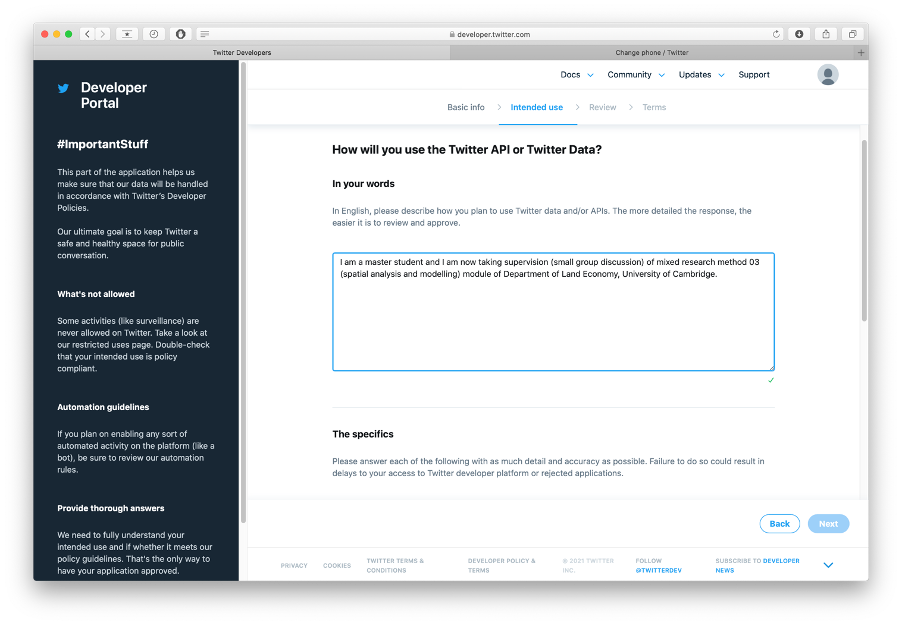 developer.twitter.com
Twitter Developers
Change phone / Twitter
Developer
Portal
#ImportantStuff
This part of the application helps us
make sure that our data will be handled
in accordance with Twitter's Developer
Policies.
Our ultimate goal is to keep Twitter a
safe and healthy space for public
conversation.
What's not allowed
Some activities (like surveillance) are
never allowed on Twitter. Take a look at
our restricted uses page. Double-check
that your intended use is policy
compliant.
Automation guidelines
If you plan on enabling any sort of
automated activity on the platform (like a
bot), be sure to review our automation
rules.
Provide thorough answers
We need to fully understand your
intended use and if whether it meets our
policy guidelines. That's the only way to
have your application approved.
Docs Community Updates Support
Basic info > Intended use > Review > Terms
How will you use the Twitter API or Twitter Data?
In your words
In English, please describe how you plan to use Twitter data and/or APIs. The more detailed the response, the
easier it is to review and approve.
I am a master student and I am now taking supervision (small group discussion) of mixed research method 03
(spatial analysis and modelling) module of Department of Land Economy, University of Cambridge.
The specifics
Please answer each of the following with as much detail and accuracy as possible. Failure to do so could result in
delays to your access to Twitter developer platform or rejected applications.
Back Next
PRIVACY
COOKIES
TWITTER TERMS &
CONDITIONS
DEVELOPER POLICY &
TERMS
© 2021 TWITTER
INC.
FOLLOW
@TWITTERDEV
SUBSCRIBE TO DEVELOPER
NEWS